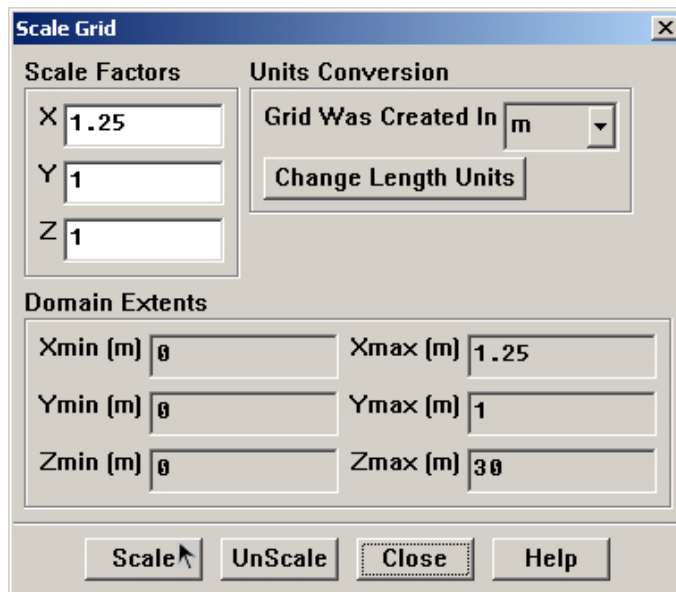 Scale Grid
Scale Factors
X 1.25
Y 1
Z 1
Units Conversion
Grid Was Created In m
Change Length Units
Domain Extents
Xmin (m) 0 Xmax (m) 1.25
Ymin (m) 0 Ymax (m) 1
Zmin (m) 0 Zmax (m) 30
Scale UnScale Close Help